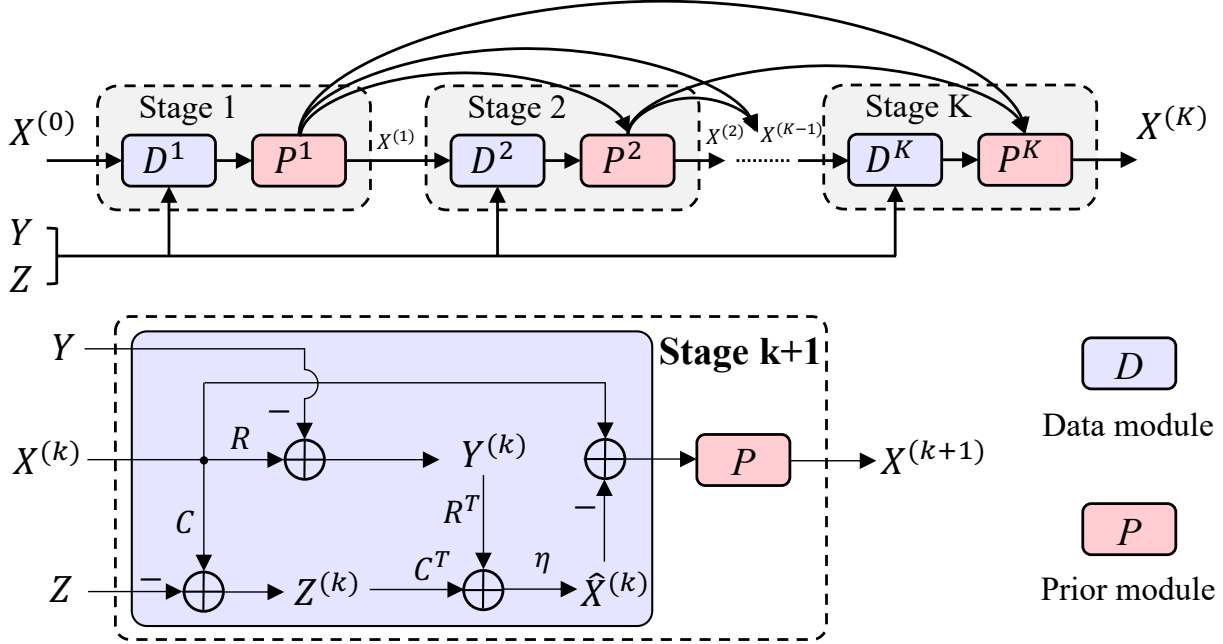 Stage 1
Stage 2
Stage K
X^(0)
D^1
P^1
X^(1)
D^2
P^2
X^(2)
X^(K−1)
D^K
P^K
X^(K)
Y
Z
Stage k+1
Y
−
X^(k)
R
Y^(k)
P
X^(k+1)
C
R^T
−
Z
−
Z^(k)
C^T
η
X̂^(k)
D
Data module
P
Prior module